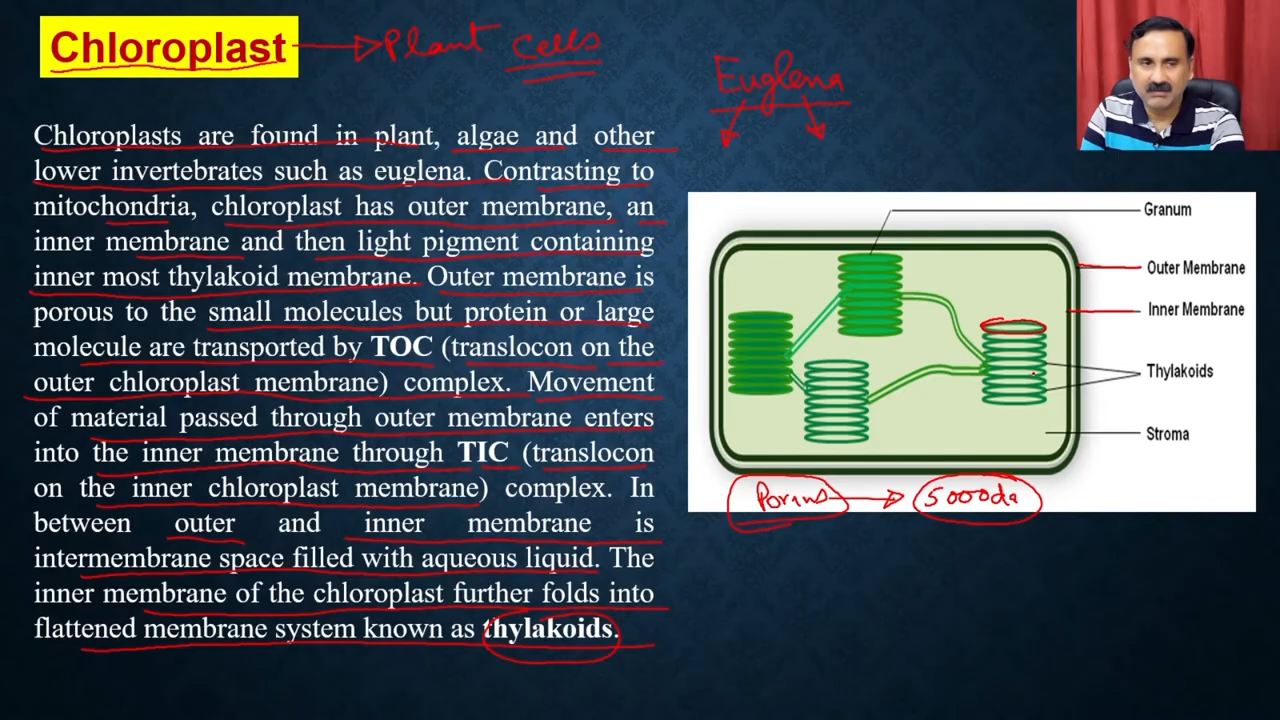 Chloroplast
Plant cells
Euglena
Chloroplasts are found in plant, algae and other
lower invertebrates such as euglena. Contrasting to
mitochondria, chloroplast has outer membrane, an
inner membrane and then light pigment containing
inner most thylakoid membrane. Outer membrane is
porous to the small molecules but protein or large
molecule are transported by TOC (translocon on the
outer chloroplast membrane) complex. Movement
of material passed through outer membrane enters
into the inner membrane through TIC (translocon
on the inner chloroplast membrane) complex. In
between outer and inner membrane is
intermembrane space filled with aqueous liquid. The
inner membrane of the chloroplast further folds into
flattened membrane system known as thylakoids.
Granum
Outer Membrane
Inner Membrane
Thylakoids
Stroma
5000da